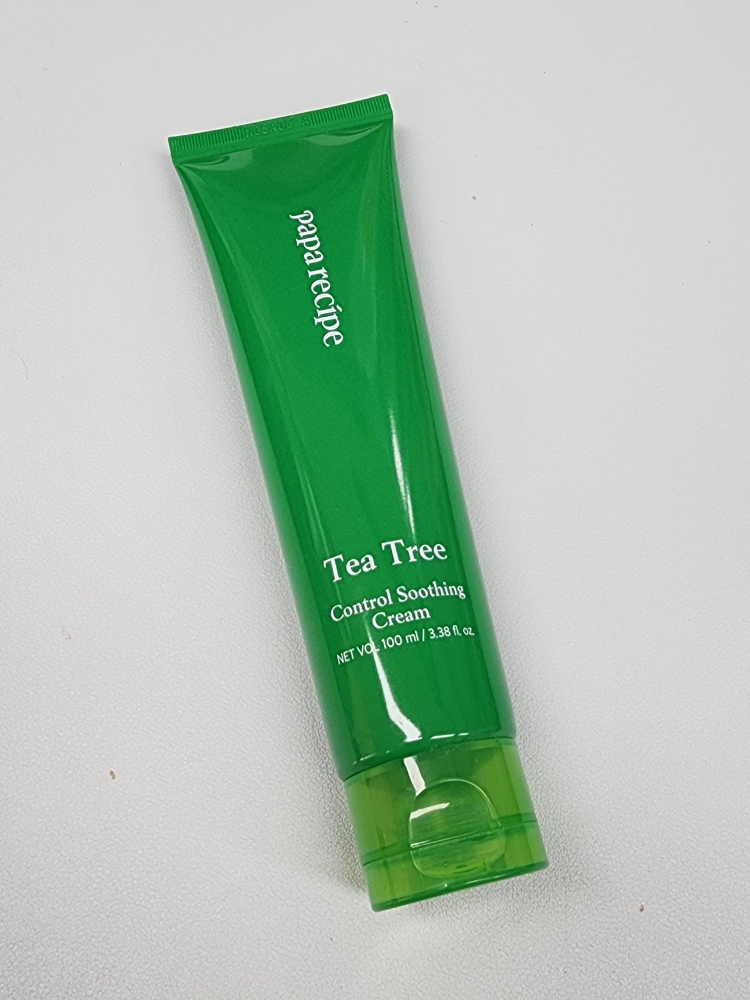 papa recipe
Tea Tree
Control Soothing
Cream
NET VOL. 100 ml / 3.38 fl. oz.